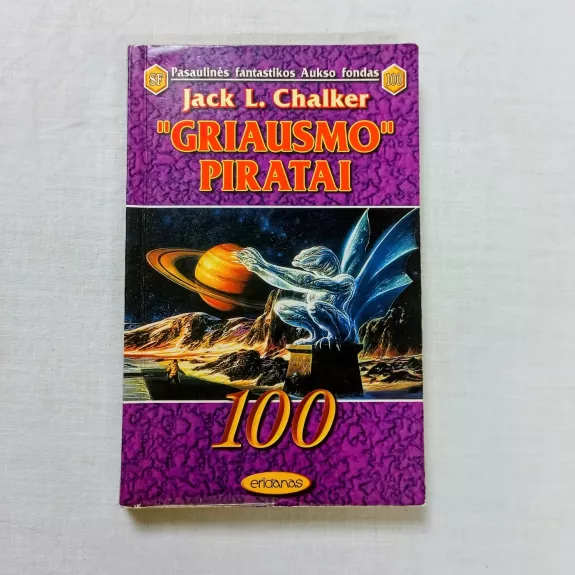 SF Pasaulinės fantastikos Aukso fondas 100
Jack L. Chalker
"GRIAUSMO"
PIRATAI
100
eridanas